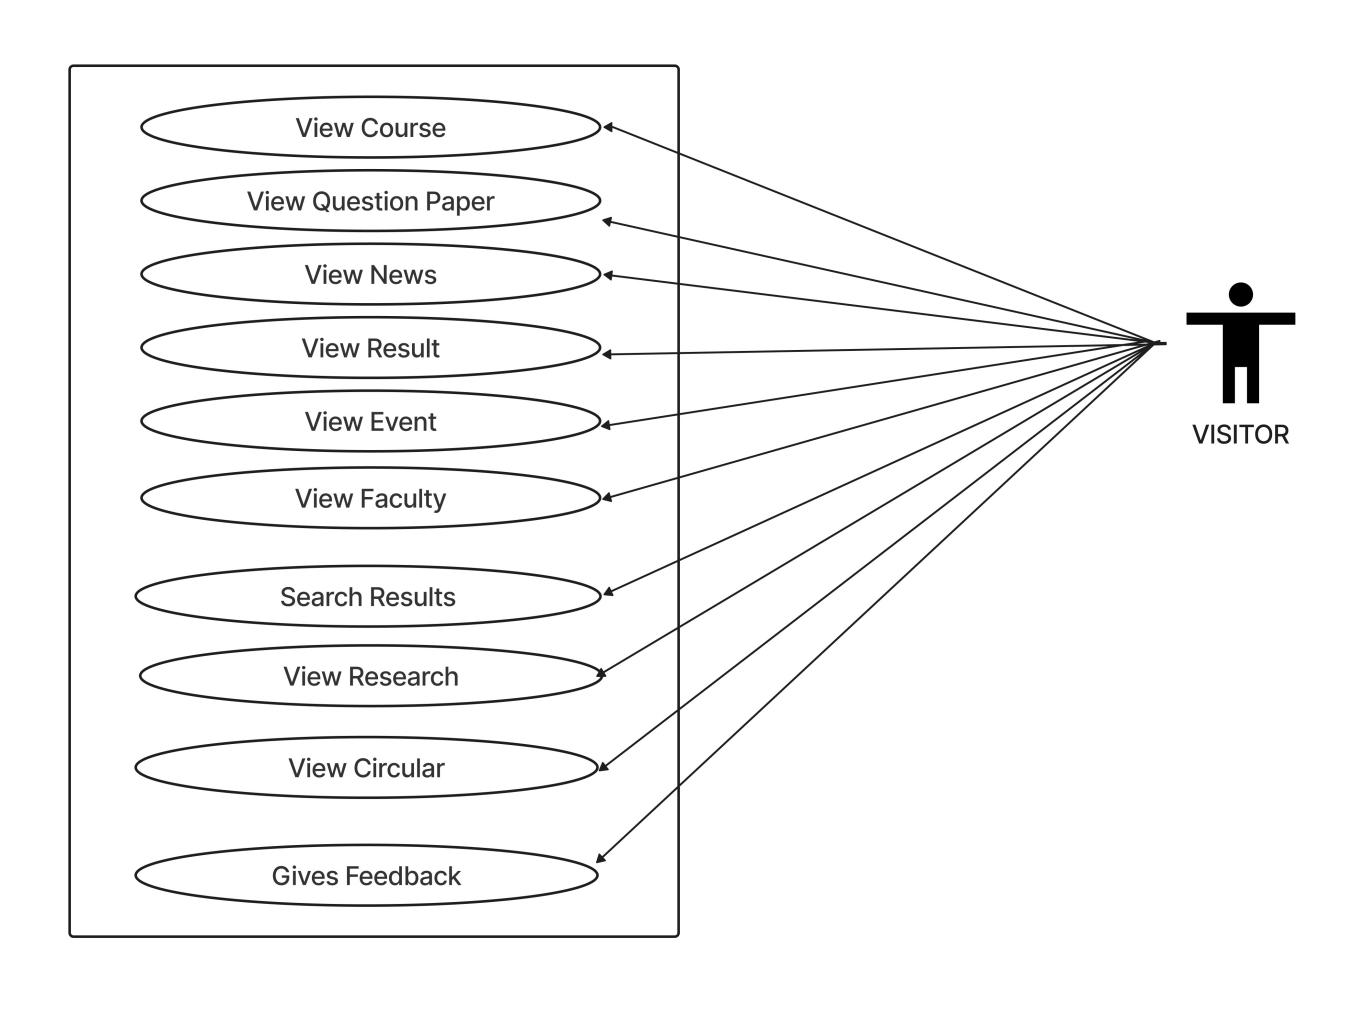 View Course
View Question Paper
View News
View Result
View Event
View Faculty
Search Results
View Research
View Circular
Gives Feedback
VISITOR